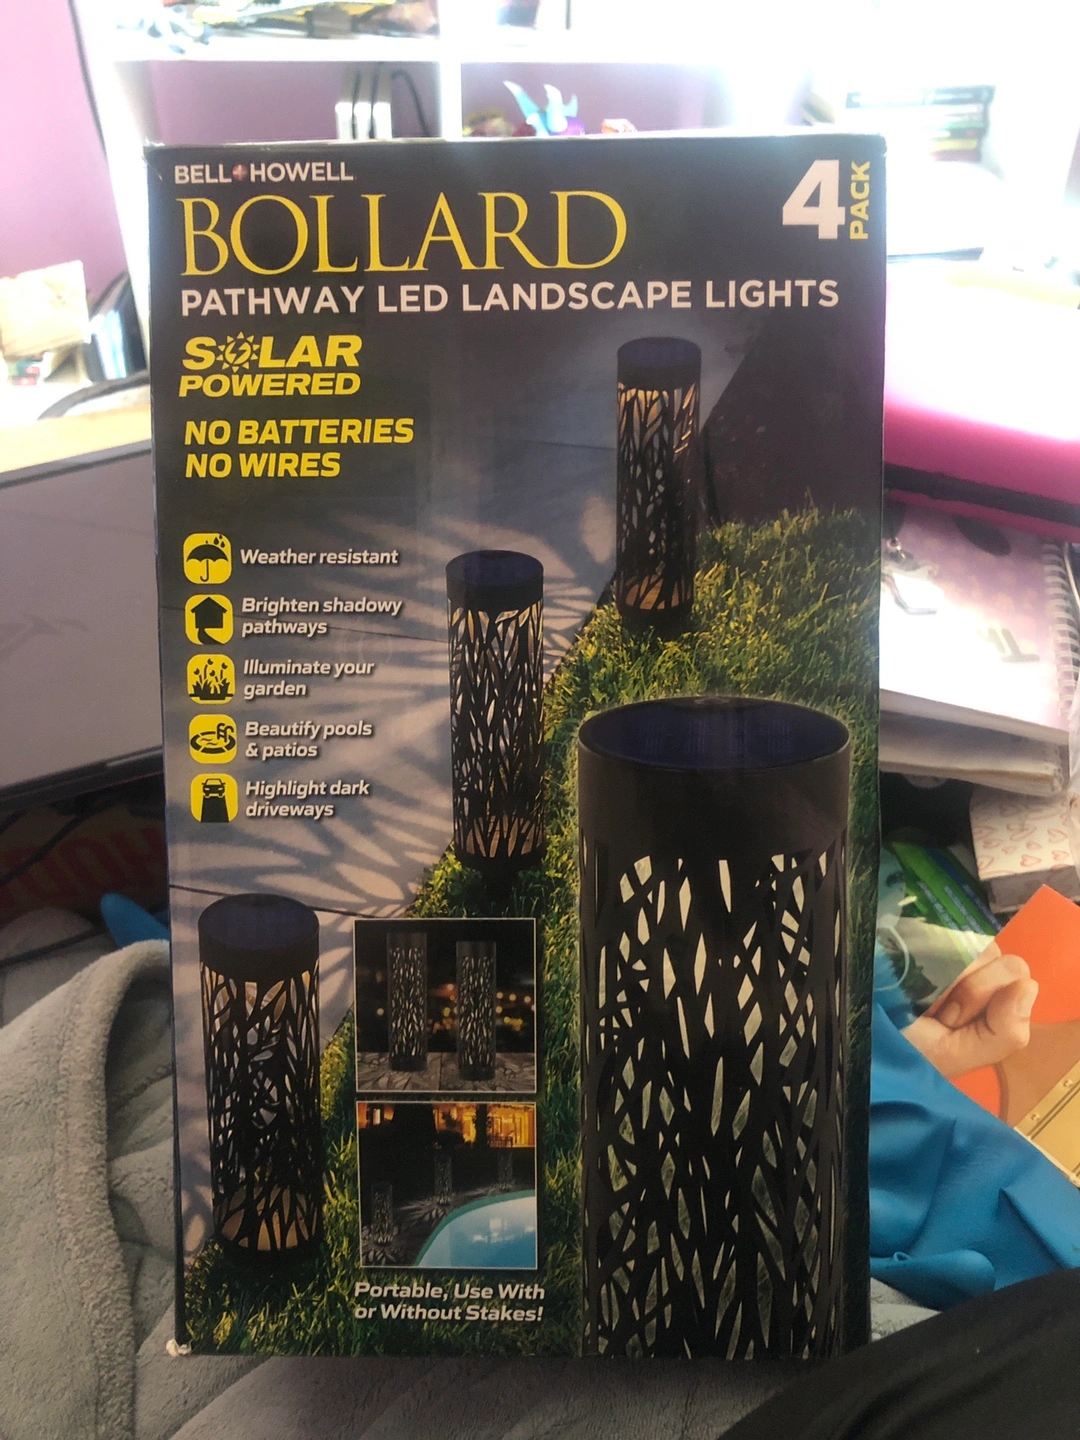 BELL+HOWELL
BOLLARD
4 PACK
PATHWAY LED LANDSCAPE LIGHTS
SOLAR
POWERED
NO BATTERIES
NO WIRES
Weather resistant
Brighten shadowy
pathways
Illuminate your
garden
Beautify pools
& patios
Highlight dark
driveways
Portable, Use With
or Without Stakes!